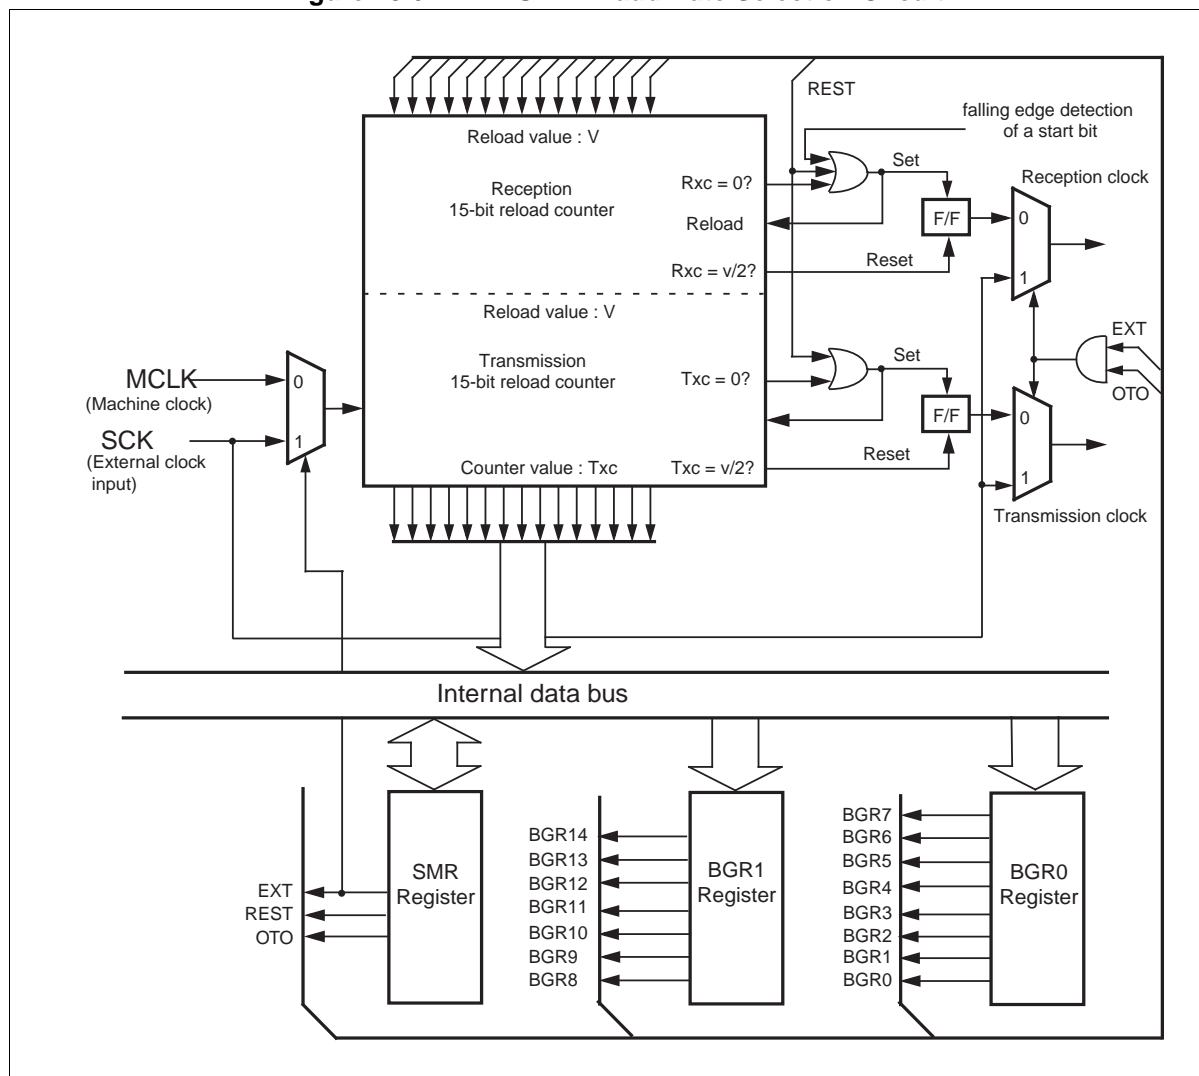 REST
falling edge detection
of a start bit
Reload value : V
Reception
15-bit reload counter
Rxc = 0?
Set
Reception clock
F/F
0
Reload
Reset
Rxc = v/2?
1
Reload value : V
Transmission
15-bit reload counter
Txc = 0?
Set
EXT
OTO
MCLK
(Machine clock)
0
SCK
(External clock
input)
1
F/F
0
Counter value : Txc
Txc = v/2?
Reset
1
Transmission clock
Internal data bus
SMR
Register
EXT
REST
OTO
BGR14
BGR13
BGR12
BGR11
BGR10
BGR9
BGR8
BGR1
Register
BGR7
BGR6
BGR5
BGR4
BGR3
BGR2
BGR1
BGR0
BGR0
Register